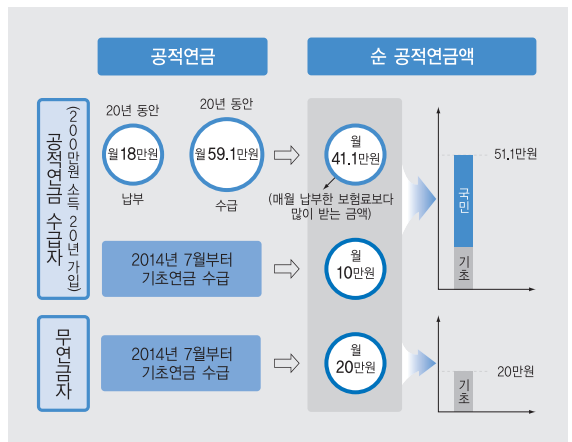 공적연금
순 공적연금액
공적연금 수급자
(200만원 소득 20년 가입)
20년 동안
월18만원
납부
20년 동안
월59.1만원
수급
월
41.1만원
(매월 납부한 보험료보다
많이 받는 금액)
51.1만원
국민
기초
2014년 7월부터
기초연금 수급
월
10만원
무연금자
2014년 7월부터
기초연금 수급
월
20만원
20만원
기초